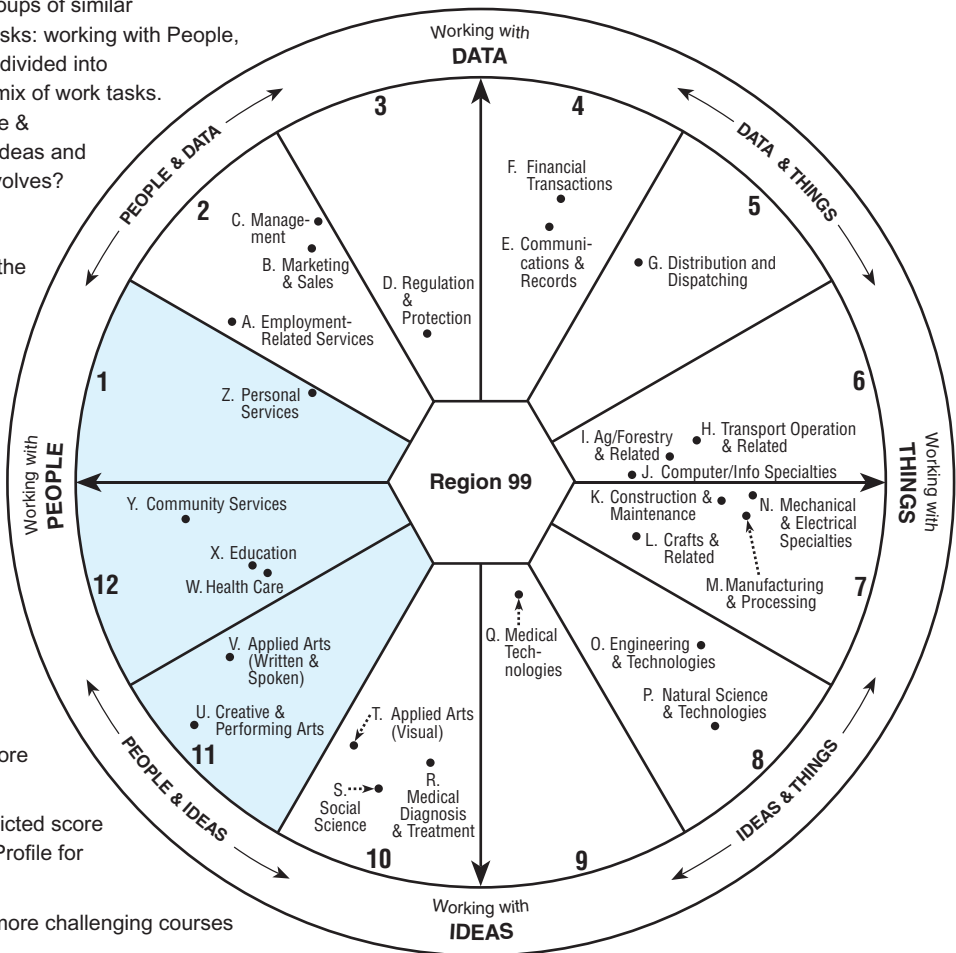 oups of similar
sks: working with People,
divided into
mix of work tasks.
e &
deas and
volves?
the
ore
icted score
Profile for
more challenging courses
Working with
DATA
PEOPLE & DATA
DATA & THINGS
Working with
PEOPLE
Working with
THINGS
PEOPLE & IDEAS
IDEAS & THINGS
Working with
IDEAS
1
2
3
4
5
6
7
8
9
10
11
12
Region 99
A. Employment-
Related Services
B. Marketing
& Sales
C. Manage-
ment
D. Regulation
&
Protection
E. Communi-
cations &
Records
F. Financial
Transactions
G. Distribution and
Dispatching
H. Transport Operation
& Related
I. Ag/Forestry
& Related
J. Computer/Info Specialties
K. Construction &
Maintenance
L. Crafts &
Related
M. Manufacturing
& Processing
N. Mechanical
& Electrical
Specialties
O. Engineering
& Technologies
P. Natural Science
& Technologies
Q. Medical
Tech-
nologies
R.
Medical
Diagnosis
& Treatment
S.
Social
Science
T. Applied Arts
(Visual)
U. Creative &
Performing Arts
V. Applied Arts
(Written &
Spoken)
W. Health Care
X. Education
Y. Community Services
Z. Personal
Services